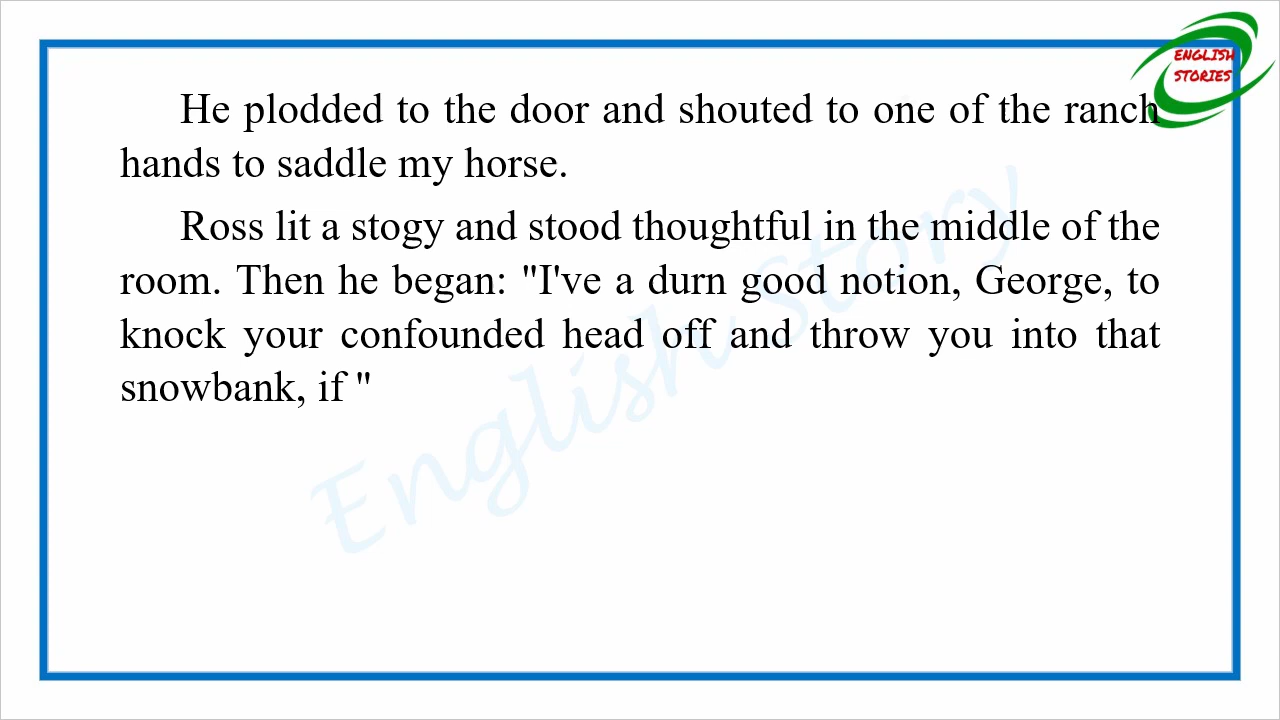 ENGLISH
STORIES
He plodded to the door and shouted to one of the ranch
hands to saddle my horse.
Ross lit a stogy and stood thoughtful in the middle of the
room. Then he began: "I've a durn good notion, George, to
knock your confounded head off and throw you into that
snowbank, if "
English Story